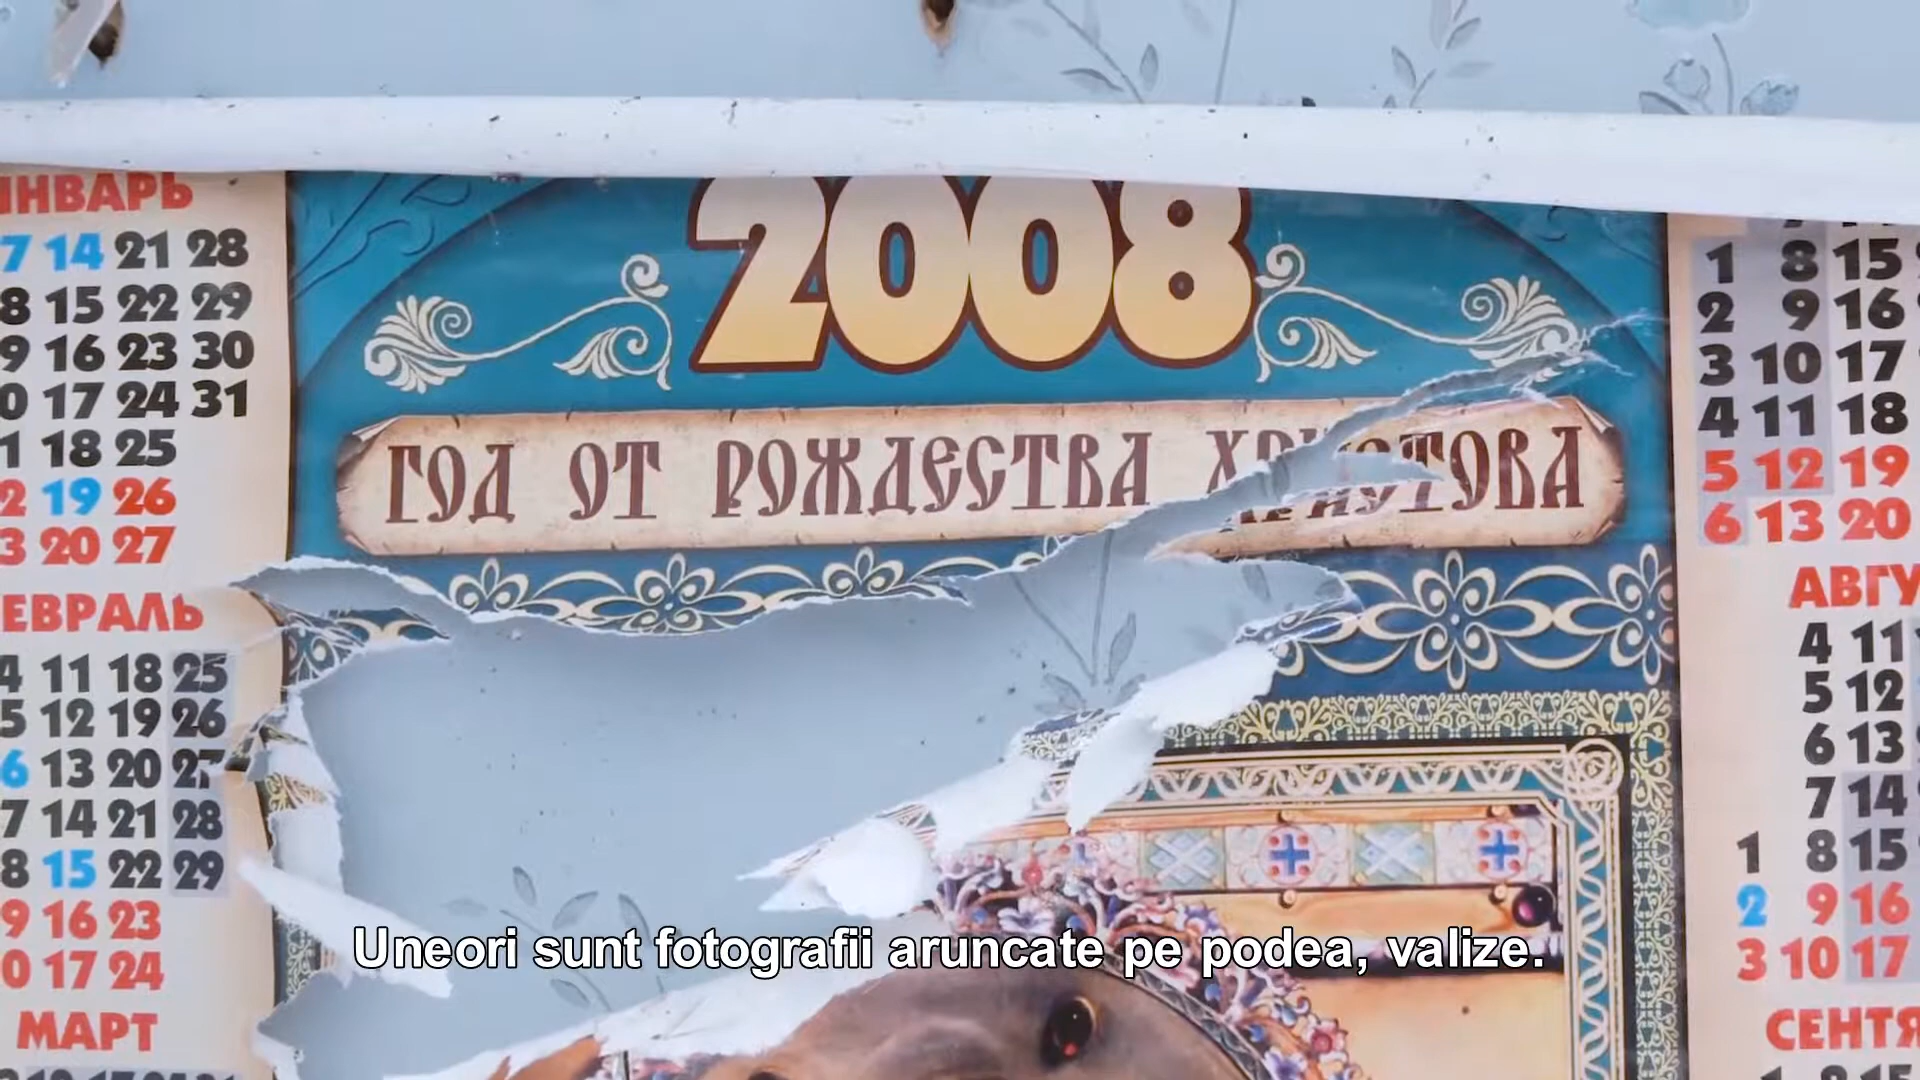 2008
ГОД ОТ РОЖДЕСТВА ХРИСТОВА
ЯНВАРЬ
7 14 21 28
8 15 22 29
9 16 23 30
0 17 24 31
1 18 25
2 19 26
3 20 27
ЕВРАЛЬ
4 11 18 25
5 12 19 26
6 13 20 27
7 14 21 28
8 15 22 29
9 16 23
0 17 24
МАРТ
1 8 15
2 9 16
3 10 17
4 11 18
5 12 19
6 13 20
АВГУ
4 11
5 12
6 13
7 14
1 8 15
2 9 16
3 10 17
СЕНТЯ
Uneori sunt fotografii aruncate pe podea, valize.